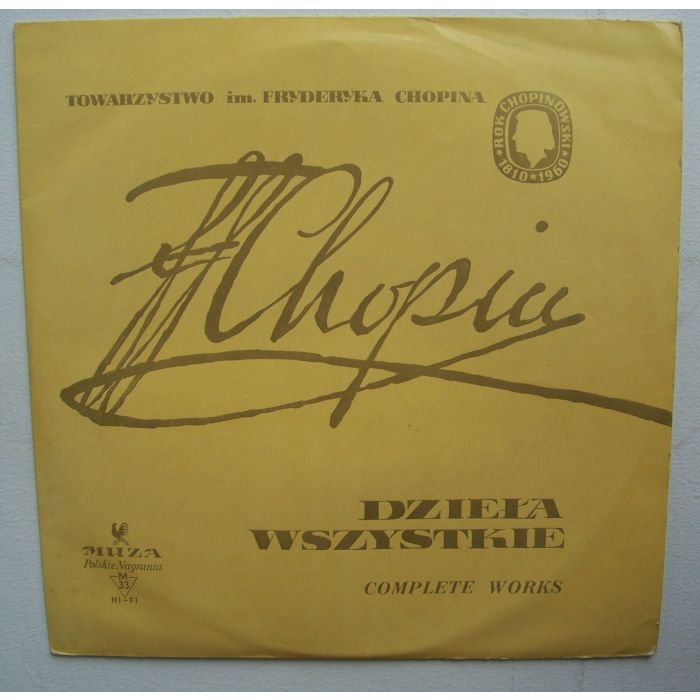 TOWARZYSTWO im. FRYDERYKA CHOPINA
★ROK CHOPINOWSKI★
1810★1960
FChopin
DZIEŁA
WSZYSTKIE
COMPLETE WORKS
MUZA
Polskie Nagrania
M
33
HI-FI